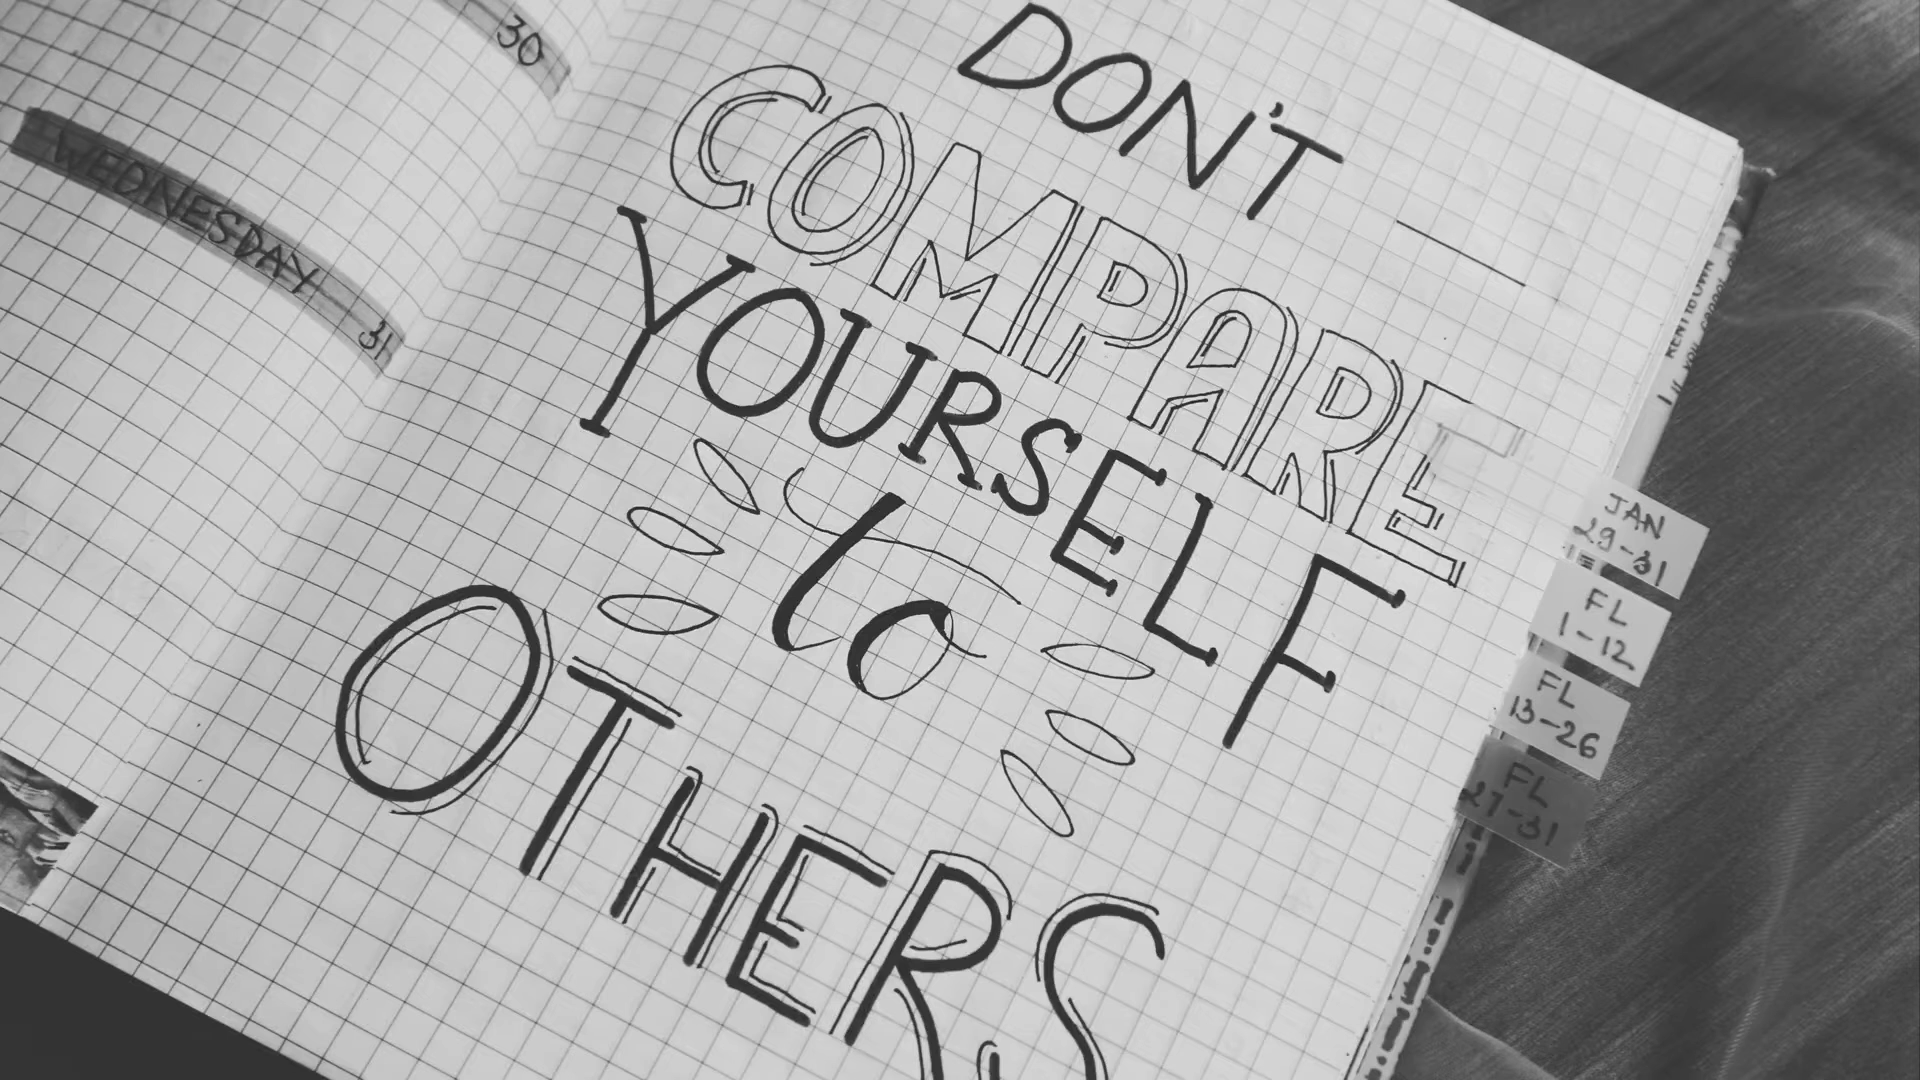 30
WEDNESDAY 31
DON'T
COMPARE
YOURSELF
to
OTHERS
JAN
29-31
FL
1-12
FL
13-26
FL
27-31